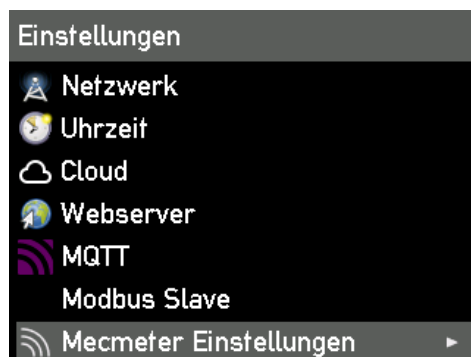 Einstellungen
Netzwerk
Uhrzeit
Cloud
Webserver
MQTT
Modbus Slave
Mecmeter Einstellungen